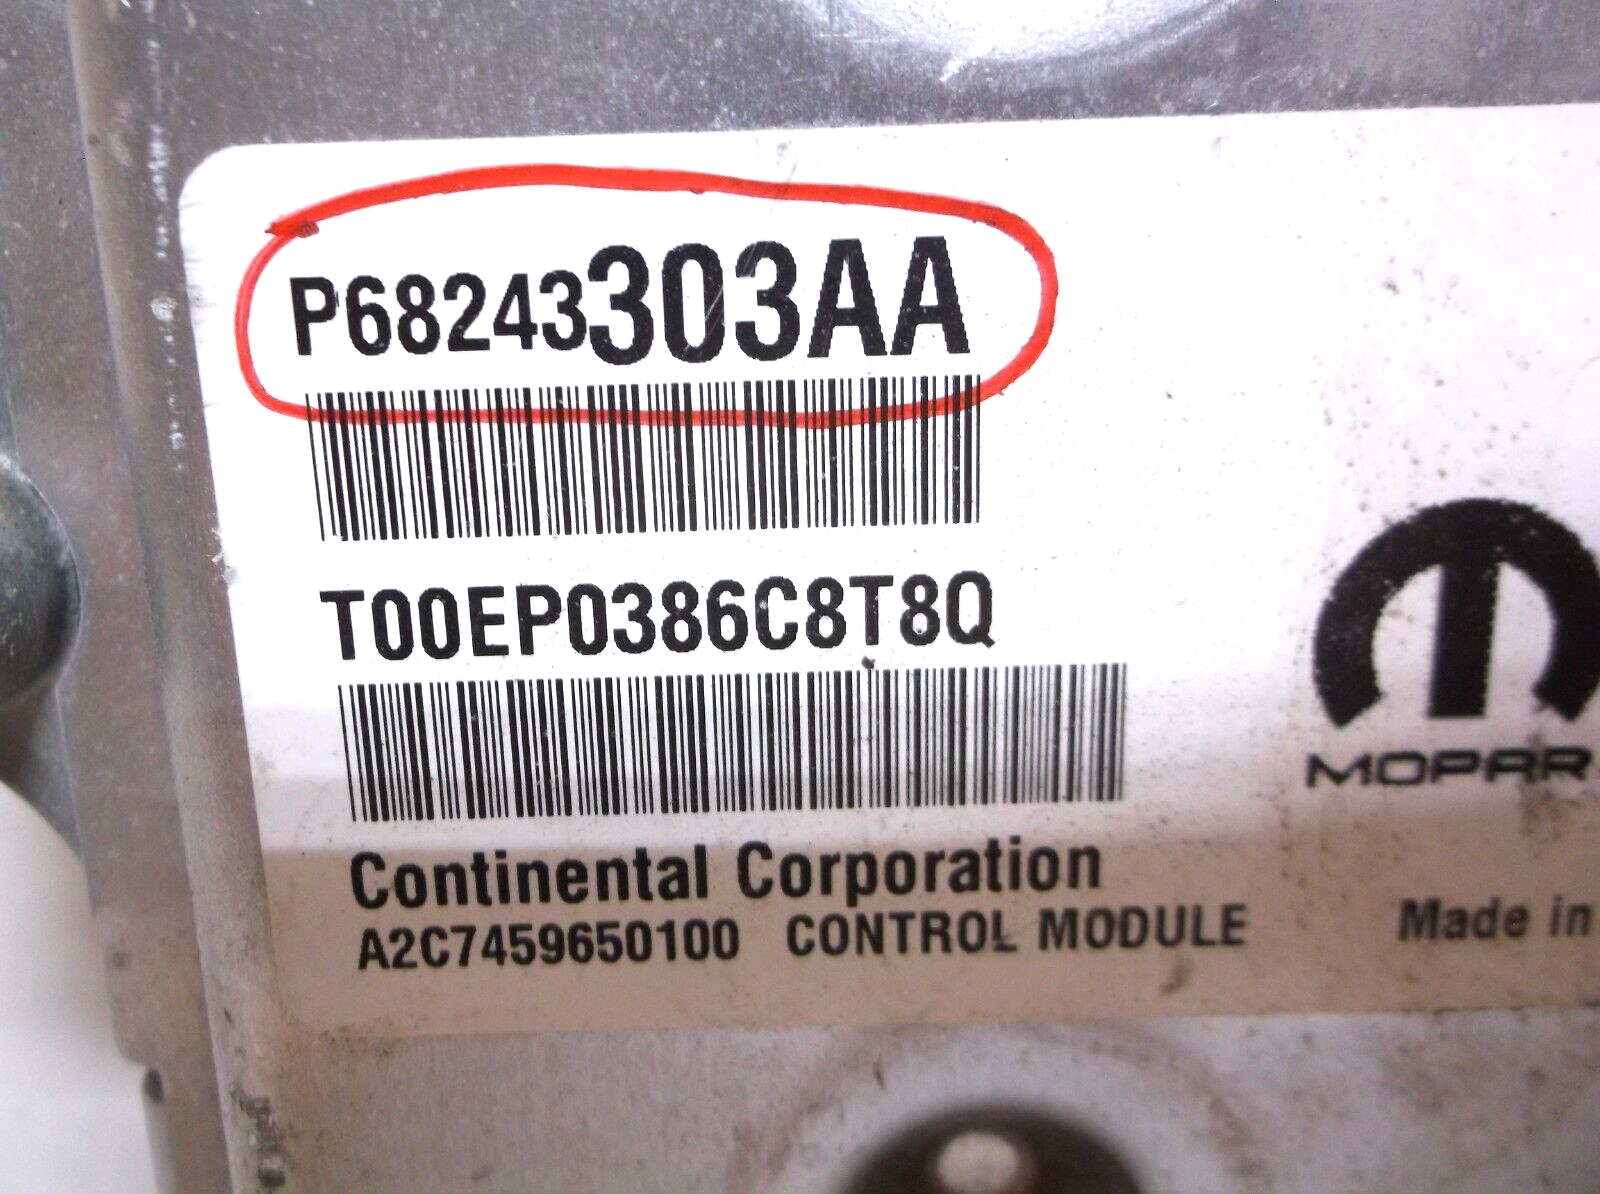 P68243303AA
T00EP0386C8T8Q
MOPAR
Continental Corporation
A2C7459650100 CONTROL MODULE
Made in